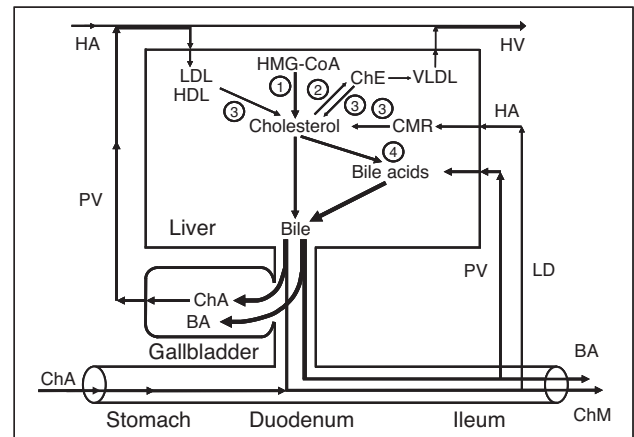 HA
HV
HMG-CoA
LDL
HDL
ChE
VLDL
1
2
3
3
3
HA
Cholesterol
CMR
4
Bile acids
PV
Liver
Bile
PV
LD
ChA
BA
Gallbladder
BA
ChA
ChM
Stomach
Duodenum
Ileum